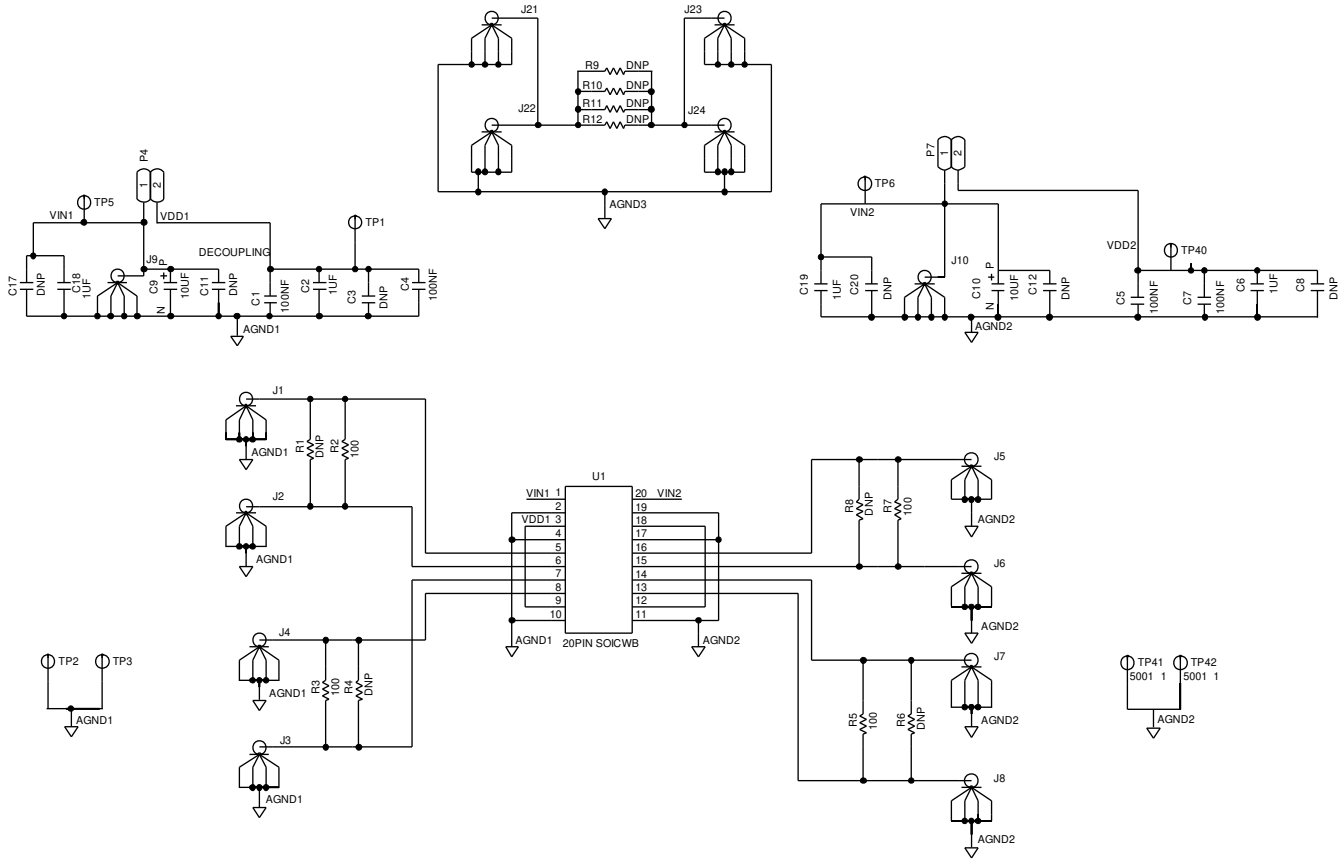 J21
J23
R9 DNP
R10 DNP
R11 DNP
R12 DNP
J22
J24
AGND3
P4
1
2
TP5
VIN1
VDD1
TP1
DECOUPLING
J9
P
+
N
C17
DNP
C18
1UF
C9
10UF
C11
DNP
C1
100NF
C2
1UF
C3
DNP
C4
100NF
AGND1
P7
1
2
TP6
VIN2
VDD2
TP40
J10
P
+
N
C19
1UF
C20
DNP
C10
10UF
C12
DNP
C5
100NF
C7
100NF
C6
1UF
C8
DNP
AGND2
J1
AGND1
R1
DNP
R2
100
J2
AGND1
J4
AGND1
R3
100
R4
DNP
J3
AGND1
U1
VIN1 1 20 VIN2
2 19
VDD1 3 18
4 17
5 16
6 15
7 14
8 13
9 12
10 11
AGND1
20PIN SOICWB
AGND2
J5
AGND2
R8
DNP
R7
100
J6
AGND2
J7
AGND2
R5
100
R6
DNP
J8
AGND2
TP2 TP3
AGND1
TP41 TP42
5001 1 5001 1
AGND2